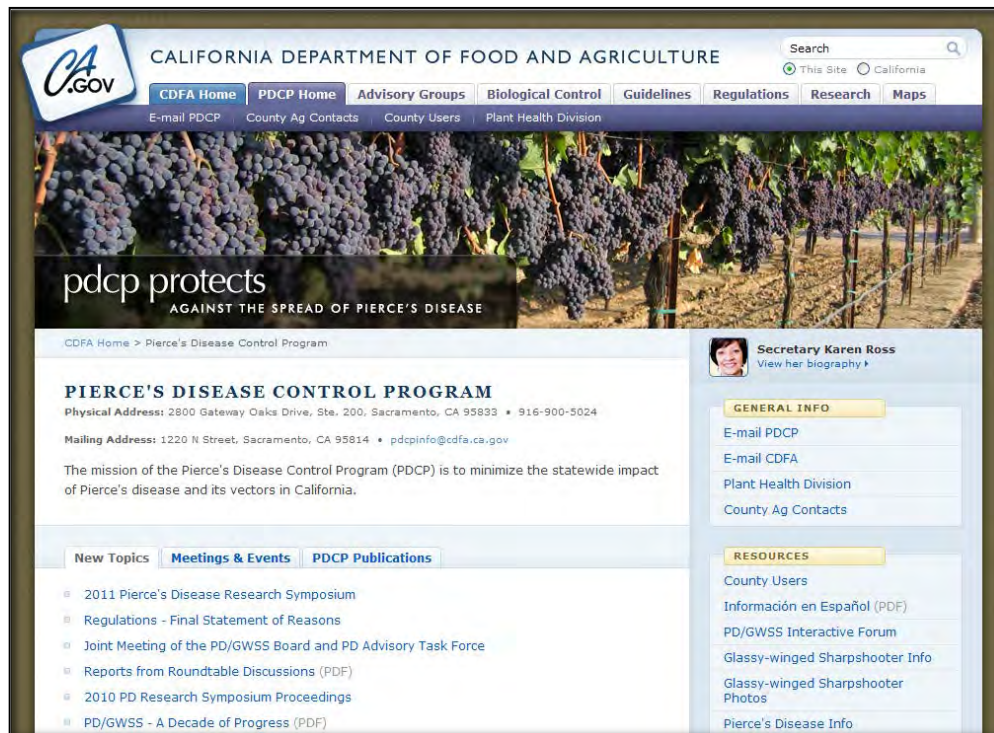 CA.GOV
CALIFORNIA DEPARTMENT OF FOOD AND AGRICULTURE
Search
This Site California
CDFA Home PDCP Home Advisory Groups Biological Control Guidelines Regulations Research Maps
E-mail PDCP County Ag Contacts County Users Plant Health Division
pdcp protects
AGAINST THE SPREAD OF PIERCE'S DISEASE
CDFA Home > Pierce's Disease Control Program
PIERCE'S DISEASE CONTROL PROGRAM
Physical Address: 2800 Gateway Oaks Drive, Ste. 200, Sacramento, CA 95833 • 916-900-5024
Mailing Address: 1220 N Street, Sacramento, CA 95814 • pdcpinfo@cdfa.ca.gov
The mission of the Pierce's Disease Control Program (PDCP) is to minimize the statewide impact
of Pierce's disease and its vectors in California.
New Topics Meetings & Events PDCP Publications
2011 Pierce's Disease Research Symposium
Regulations - Final Statement of Reasons
Joint Meeting of the PD/GWSS Board and PD Advisory Task Force
Reports from Roundtable Discussions (PDF)
2010 PD Research Symposium Proceedings
PD/GWSS - A Decade of Progress (PDF)
Secretary Karen Ross
View her biography
GENERAL INFO
E-mail PDCP
E-mail CDFA
Plant Health Division
County Ag Contacts
RESOURCES
County Users
Información en Español (PDF)
PD/GWSS Interactive Forum
Glassy-winged Sharpshooter Info
Glassy-winged Sharpshooter
Photos
Pierce's Disease Info